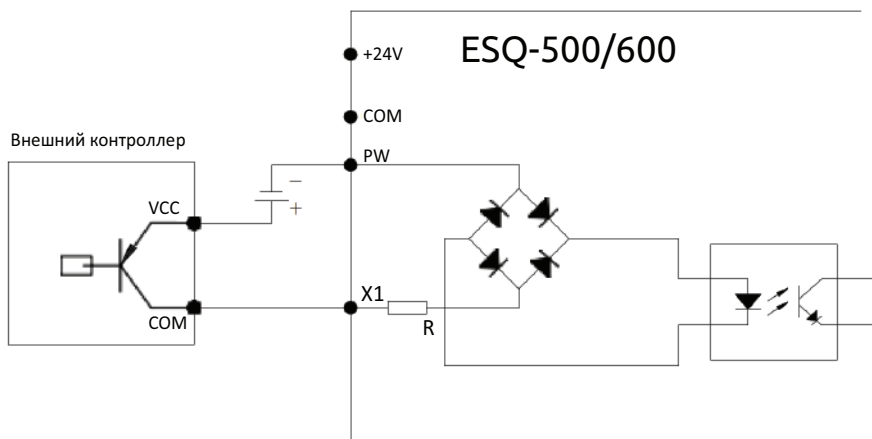 ESQ-500/600
+24V
COM
Внешний контроллер
PW
−
+
VCC
X1
COM
R